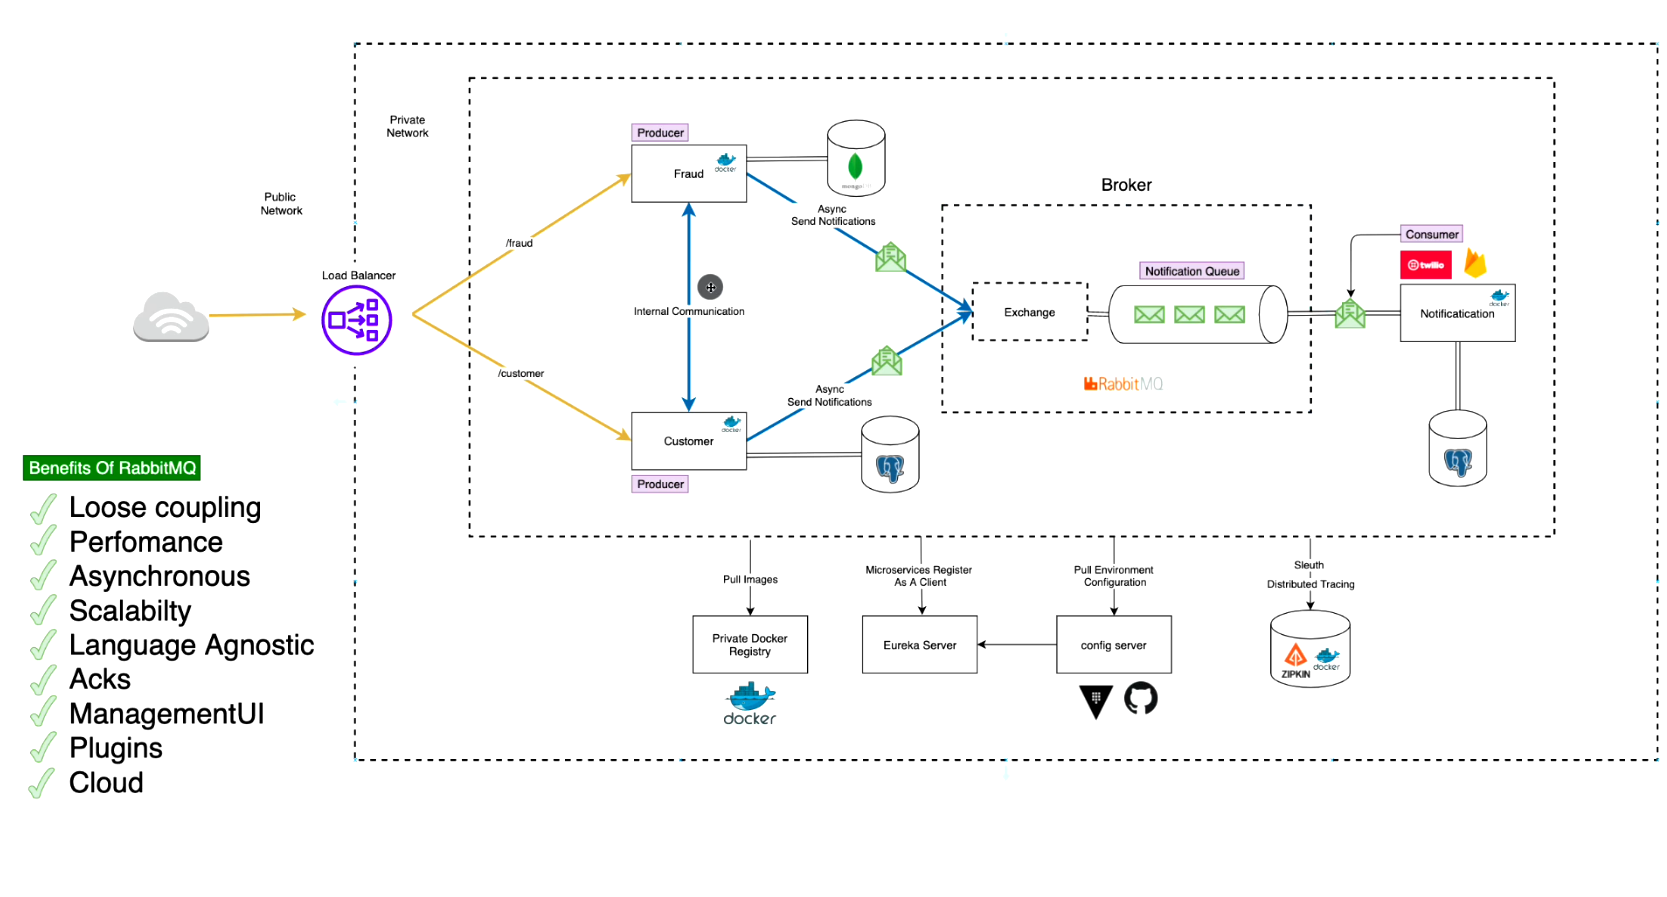 Private
Network
Public
Network
Load Balancer
/fraud
/customer
Producer
Fraud
docker
Async
Send Notifications
Internal Communication
Async
Send Notifications
Customer
docker
Producer
Broker
Exchange
Notification Queue
RabbitMQ
Consumer
twilio
docker
Notificatication
Benefits Of RabbitMQ
Loose coupling
Perfomance
Asynchronous
Scalabilty
Language Agnostic
Acks
ManagementUI
Plugins
Cloud
Pull Images
Private Docker
Registry
docker
Microservices Register
As A Client
Eureka Server
Pull Environment
Configuration
config server
Sleuth
Distributed Tracing
ZIPKIN
docker